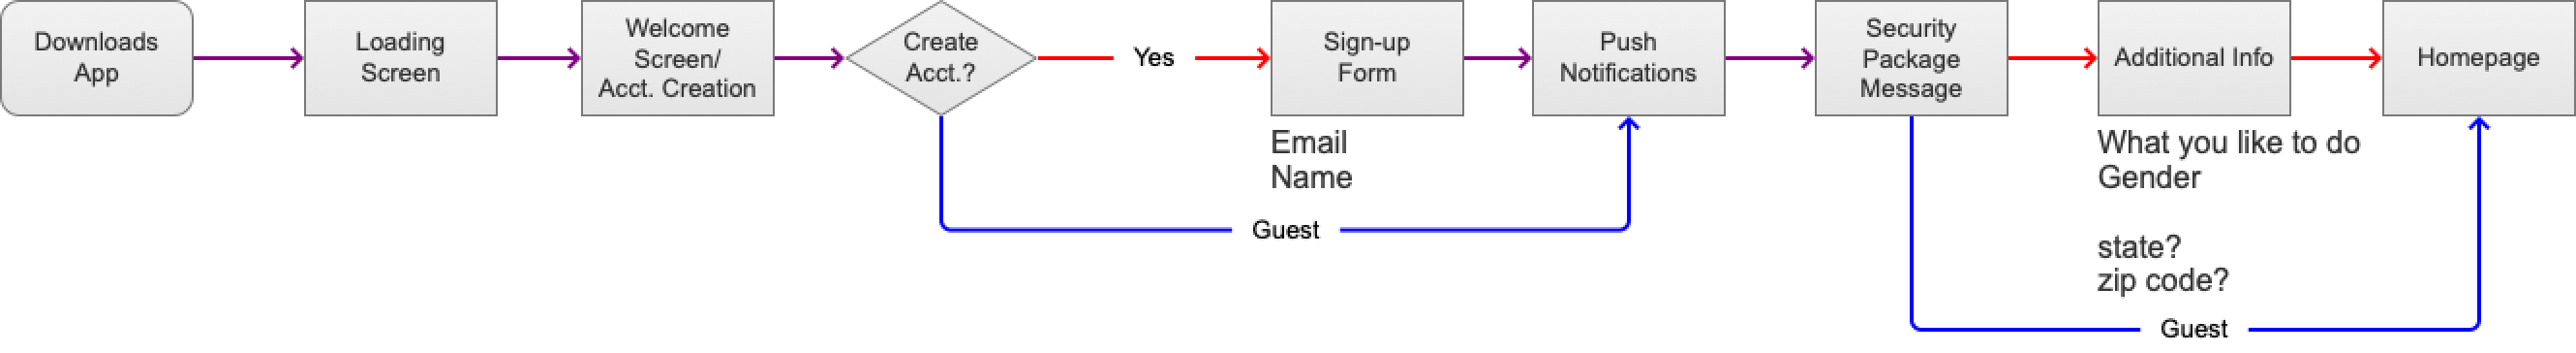 Downloads
App
Loading
Screen
Welcome
Screen/
Acct. Creation
Create
Acct.?
Yes
Sign-up
Form
Email
Name
Guest
Push
Notifications
Security
Package
Message
Additional Info
What you like to do
Gender
state?
zip code?
Guest
Homepage